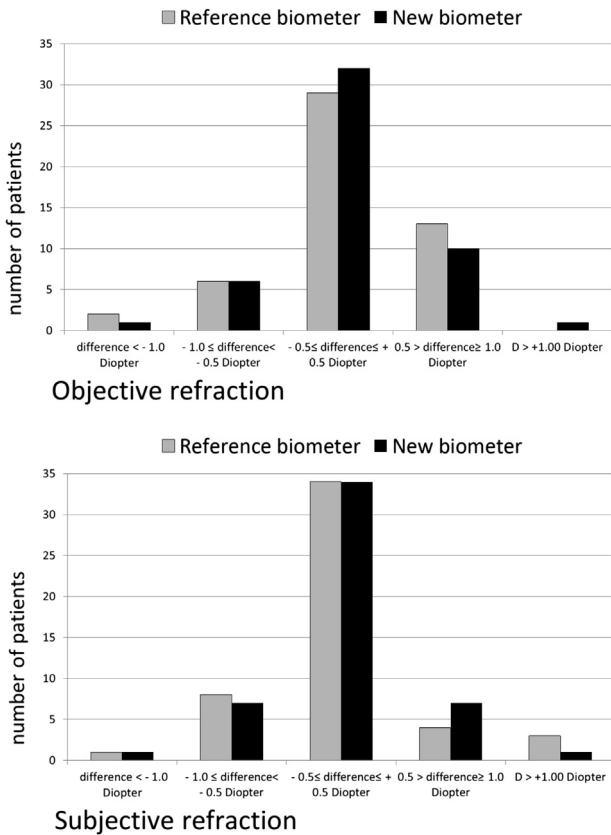 Reference biometer New biometer
35
30
25
20
15
10
5
0
number of patients
difference < - 1.0
Diopter
- 1.0 ≤ difference<
- 0.5 Diopter
- 0.5≤ difference≤ +
0.5 Diopter
0.5 > difference≥ 1.0
Diopter
D > +1.00 Diopter
Objective refraction
Reference biometer New biometer
35
30
25
20
15
10
5
0
number of patients
difference < - 1.0
Diopter
- 1.0 ≤ difference<
- 0.5 Diopter
- 0.5≤ difference≤ +
0.5 Diopter
0.5 > difference≥ 1.0
Diopter
D > +1.00 Diopter
Subjective refraction